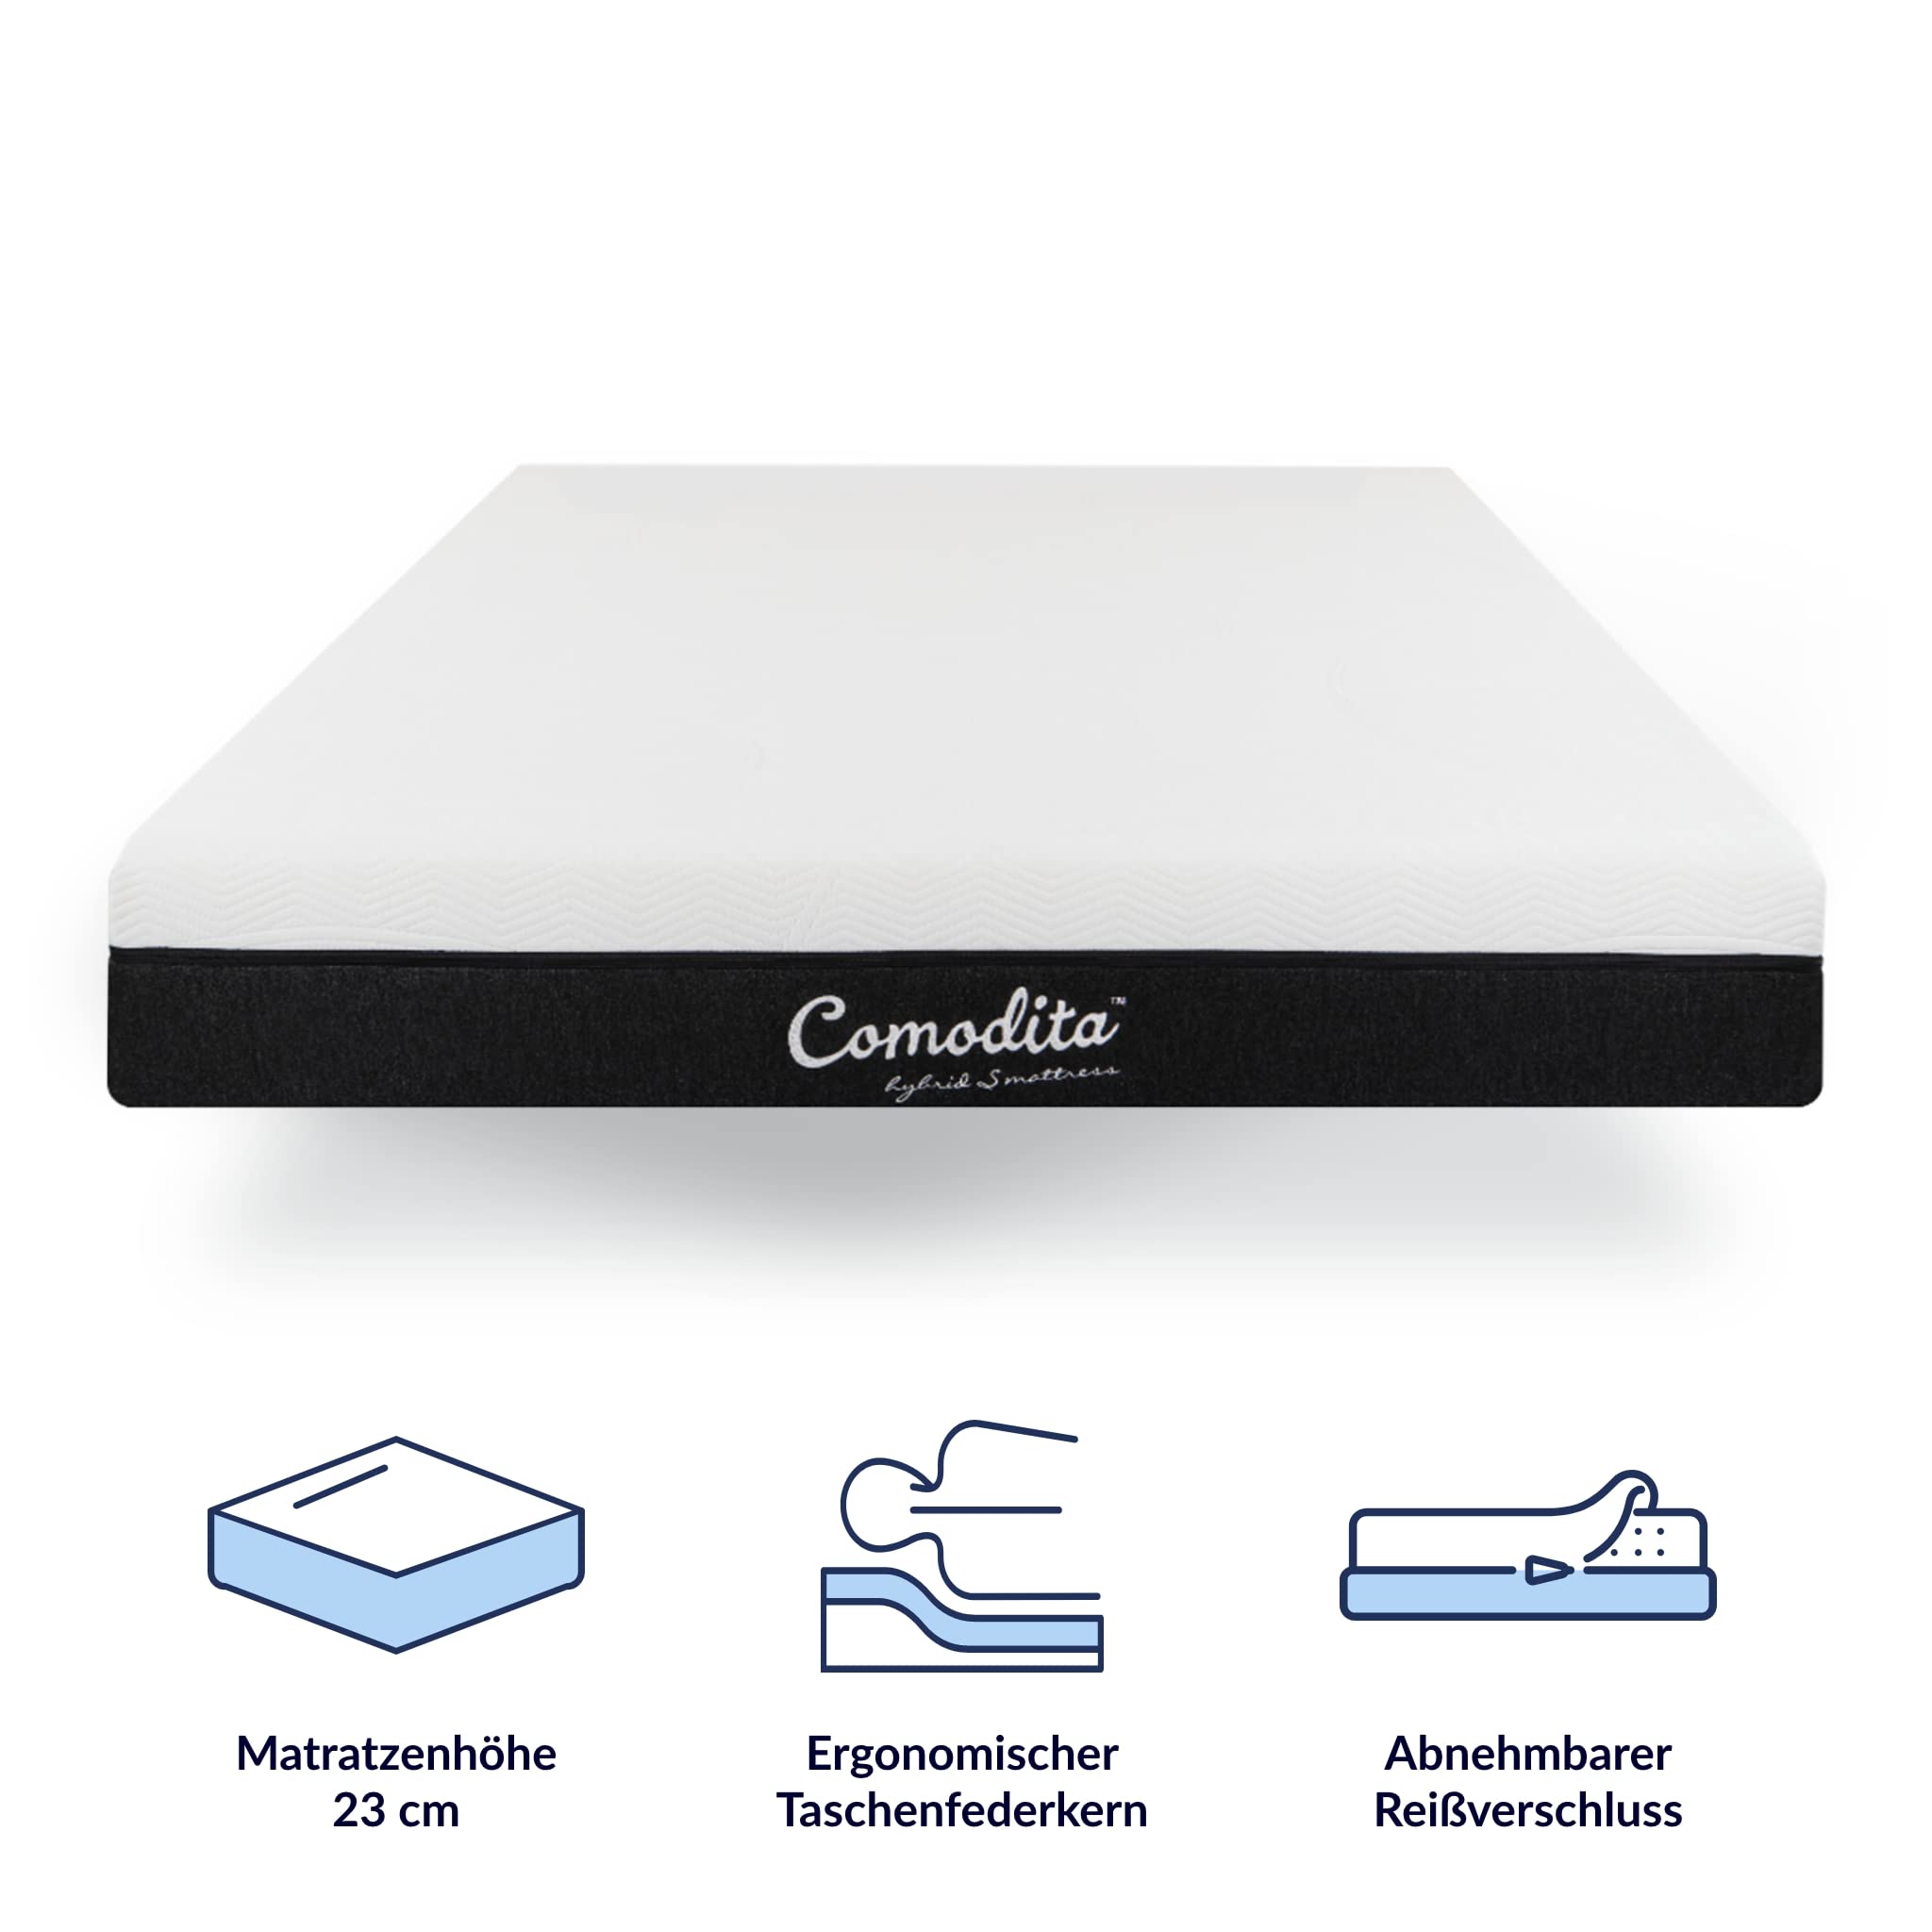 Comodita™
hybrid S mattress
Matratzenhöhe
23 cm
Ergonomischer
Taschenfederkern
Abnehmbarer
Reißverschluss